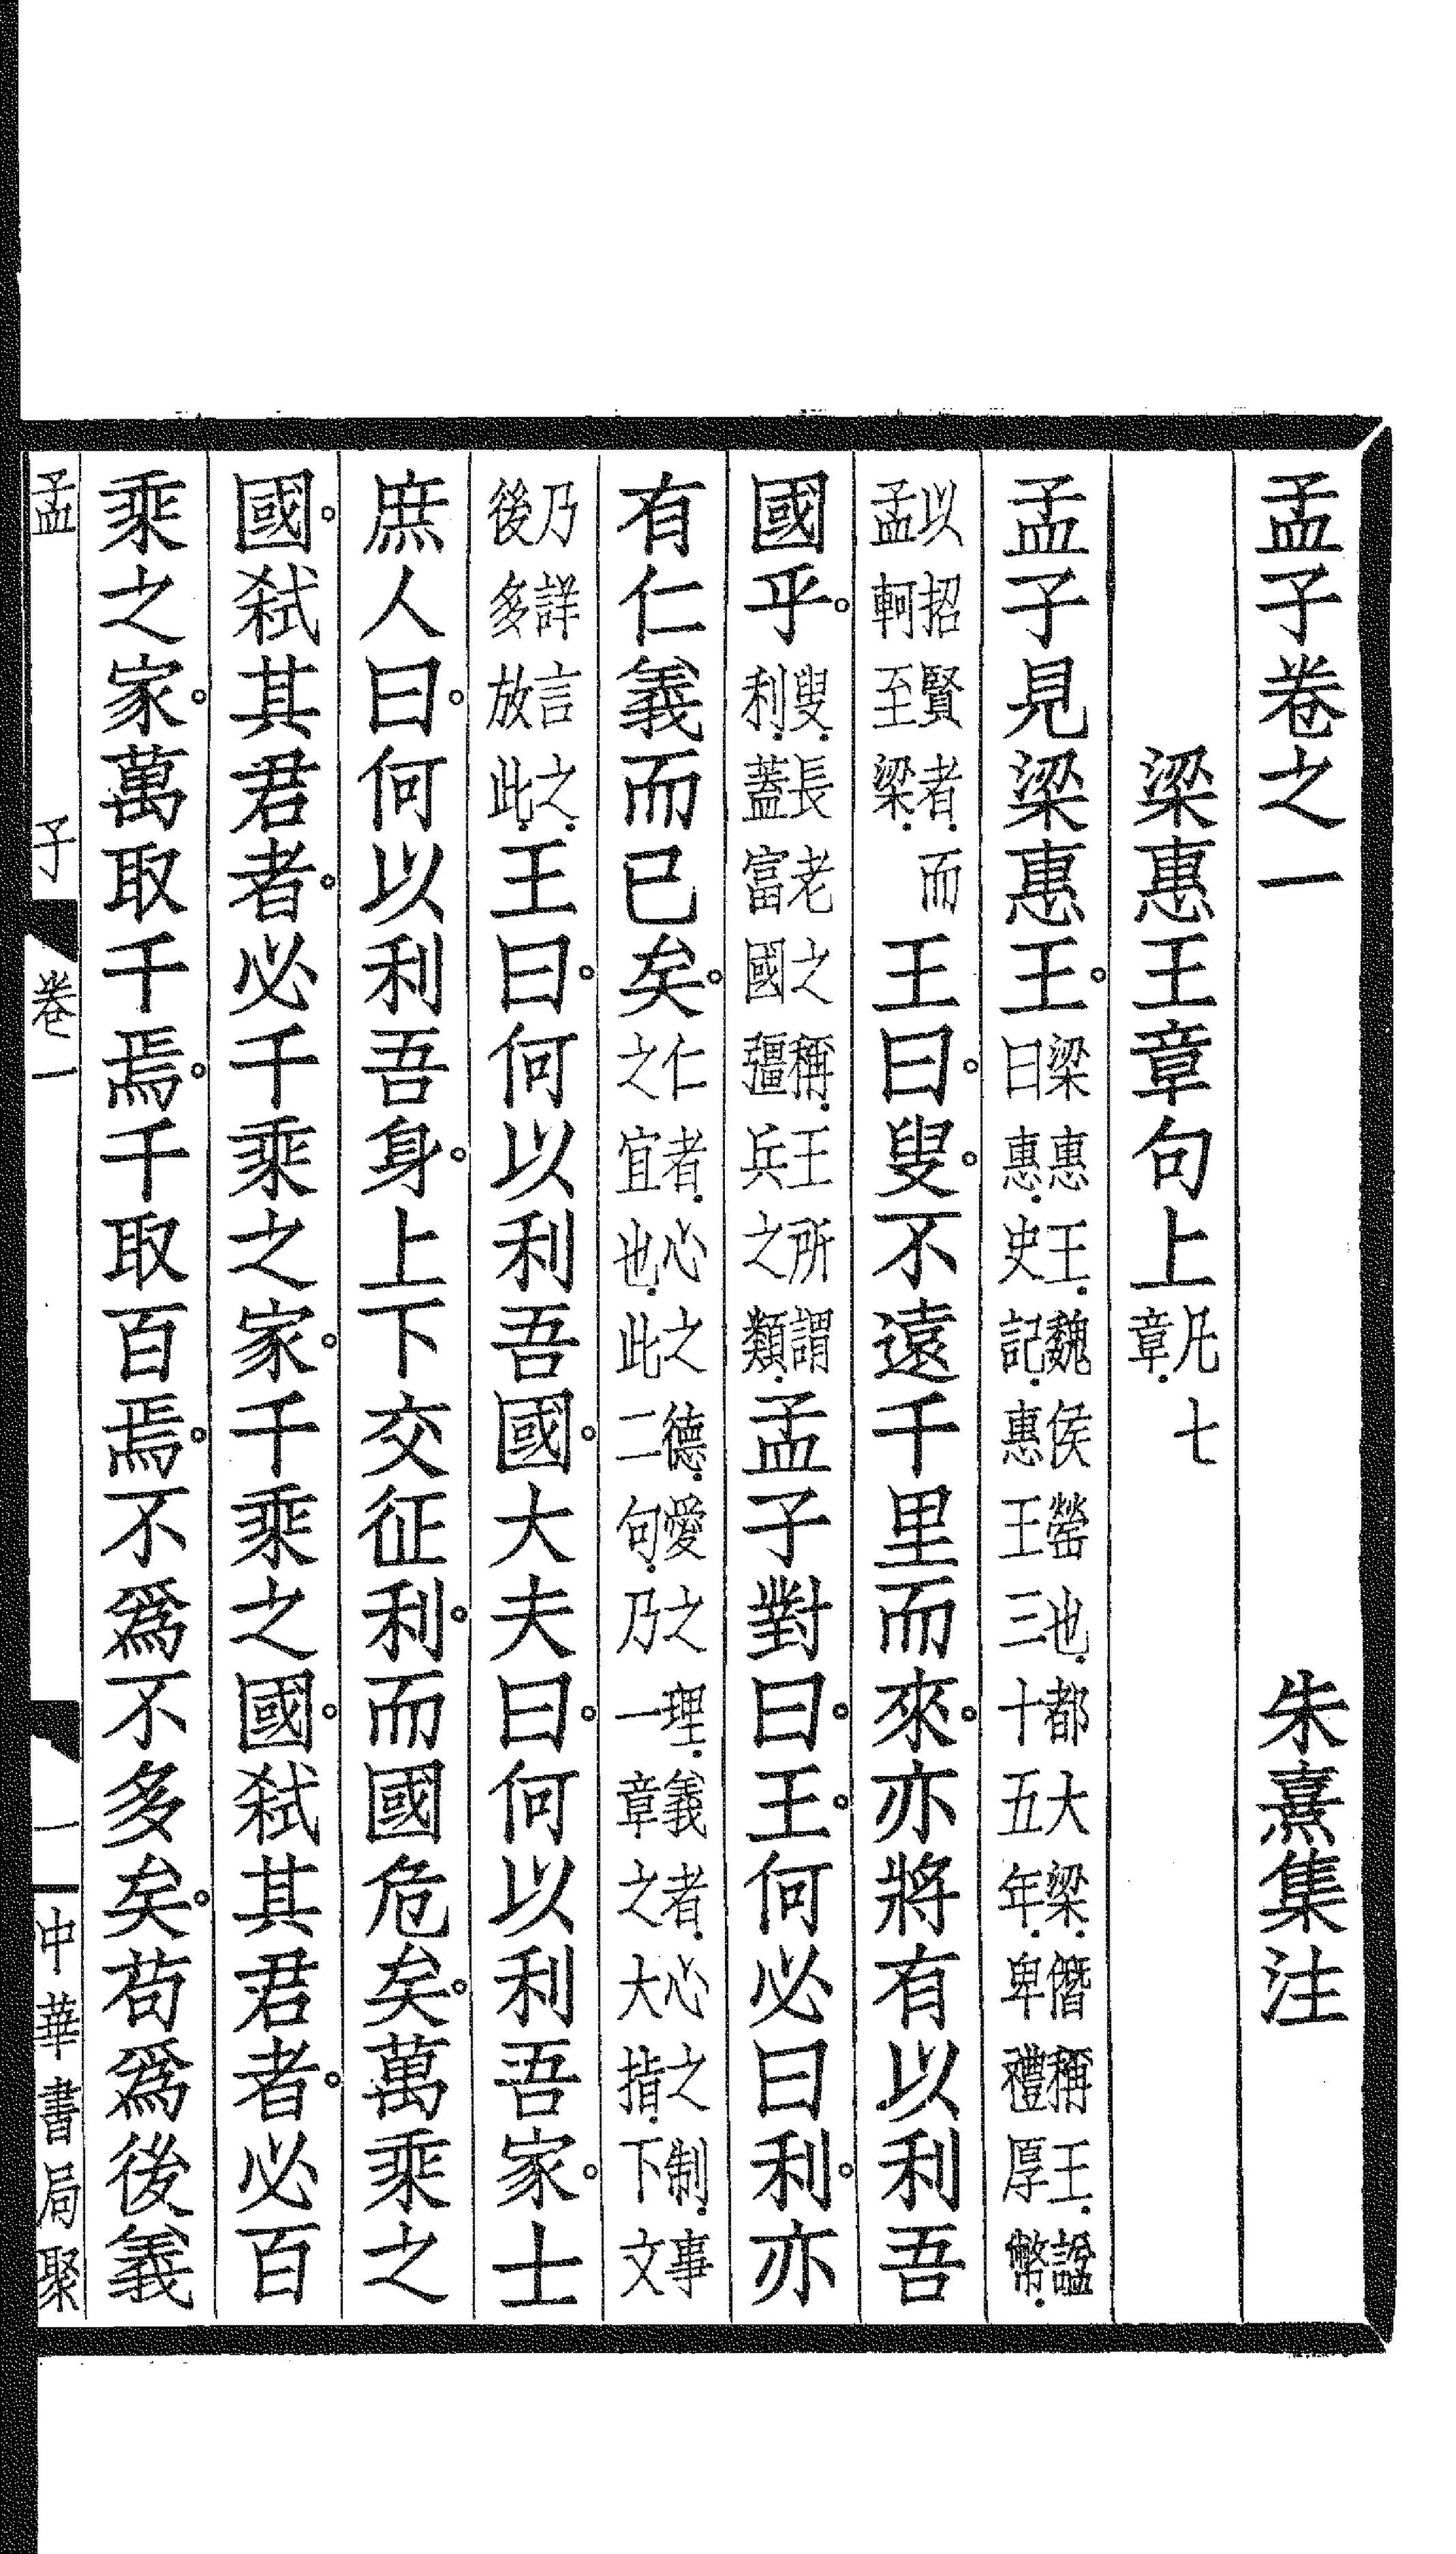 孟子卷之一　朱熹集注
梁惠王章句上凡七章.
孟子見梁惠王。梁惠王.魏侯罃也.都大梁.僭稱王.謚曰惠.史記.惠王三十五年.卑禮厚幣.
以招賢者.而孟軻至梁.王曰。叟。不遠千里而來。亦將有以利吾
國乎。叟.長老之稱.王所謂利.蓋富國彊兵之類.孟子對曰。王。何必曰利。亦
有仁義而已矣。仁者.心之德.愛之理.義者.心之制.事之宜也.此二句.乃一章之大指.下文
乃詳言之.後多放此.王曰。何以利吾國。大夫曰。何以利吾家。士
庶人曰。何以利吾身。上下交征利。而國危矣。萬乘之
國。弒其君者。必千乘之家。千乘之國。弒其君者。必百
乘之家。萬取千焉。千取百焉。不爲不多矣。苟爲後義
孟子 卷一 一 中華書局聚